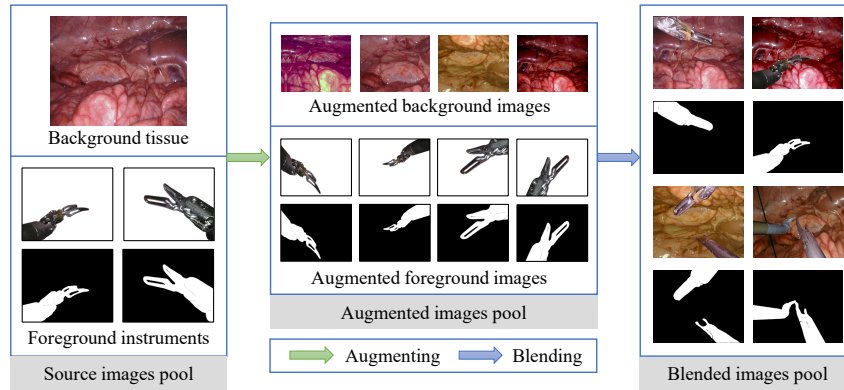 Background tissue
Foreground instruments
Source images pool
Augmented background images
Augmented foreground images
Augmented images pool
Augmenting
Blending
Blended images pool